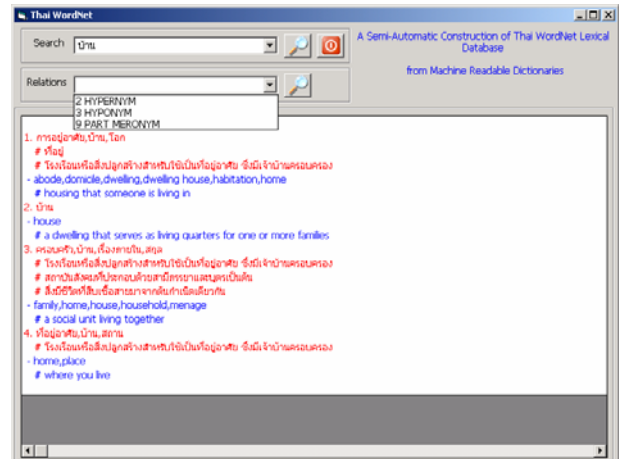 Thai WordNet
Search บ้าน
A Semi-Automatic Construction of Thai WordNet Lexical
Database
from Machine Readable Dictionaries
Relations
2 HYPERNYM
3 HYPONYM
9 PART MERONYM
1. การอยู่อาศัย,บ้าน,โอก
# ที่อยู่
# โรงเรือนหรือสิ่งปลูกสร้างสำหรับใช้เป็นที่อยู่อาศัย ซึ่งมีเจ้าบ้านครอบครอง
- abode,domicile,dwelling,dwelling house,habitation,home
# housing that someone is living in
2. บ้าน
- house
# a dwelling that serves as living quarters for one or more families
3. ครอบครัว,บ้าน,เรื่องภายใน,สกุล
# โรงเรือนหรือสิ่งปลูกสร้างสำหรับใช้เป็นที่อยู่อาศัย ซึ่งมีเจ้าบ้านครอบครอง
# สถาบันสังคมที่ประกอบด้วยสามีภรรยาและบุตรเป็นต้น
# สิ่งมีชีวิตที่สืบเชื้อสายมาจากต้นกำเนิดเดียวกัน
- family,home,house,household,menage
# a social unit living together
4. ที่อยู่อาศัย,บ้าน,สถาน
# โรงเรือนหรือสิ่งปลูกสร้างสำหรับใช้เป็นที่อยู่อาศัย ซึ่งมีเจ้าบ้านครอบครอง
- home,place
# where you live